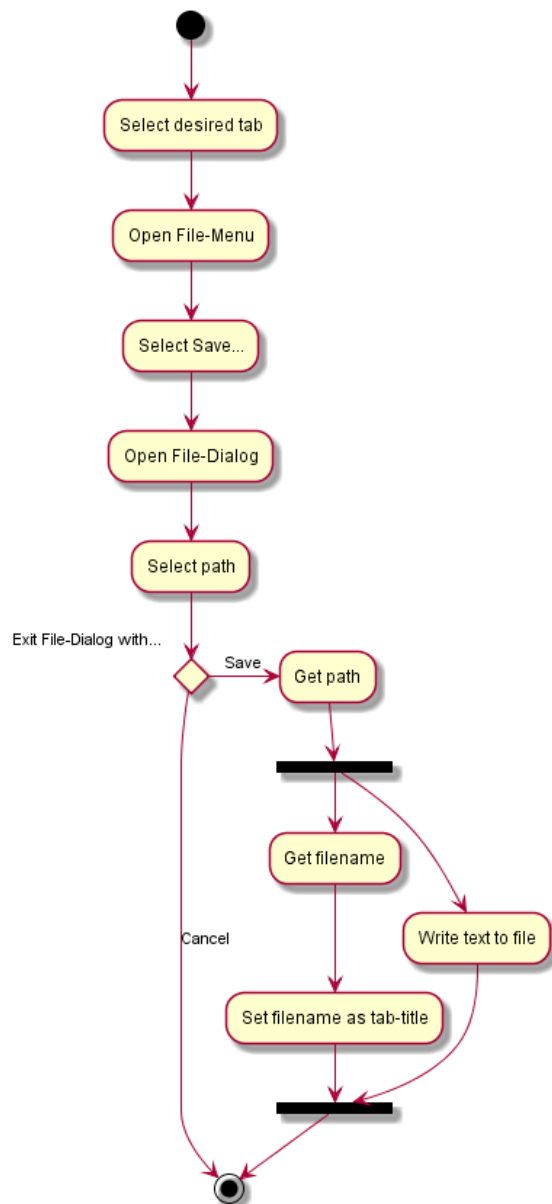 Select desired tab
Open File-Menu
Select Save...
Open File-Dialog
Select path
Exit File-Dialog with...
Save
Get path
Get filename
Write text to file
Cancel
Set filename as tab-title